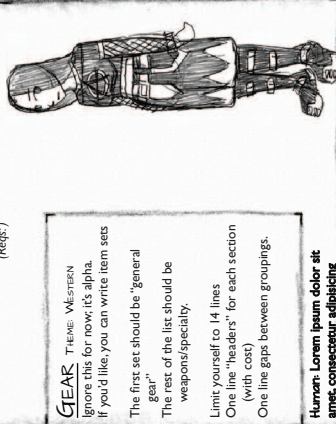 (Reqs:)
GEAR THEME: WESTERN
Ignore this for now; it's alpha.
If you'd like, you can write item sets
The first set should be "general
gear"
The rest of the list should be
weapons/specialty.
Limit yourself to 14 lines
One line "headers" for each section
(with cost)
One line gaps between groupings.
Human: Lorem ipsum dolor sit
amet, consectetur adipisicing